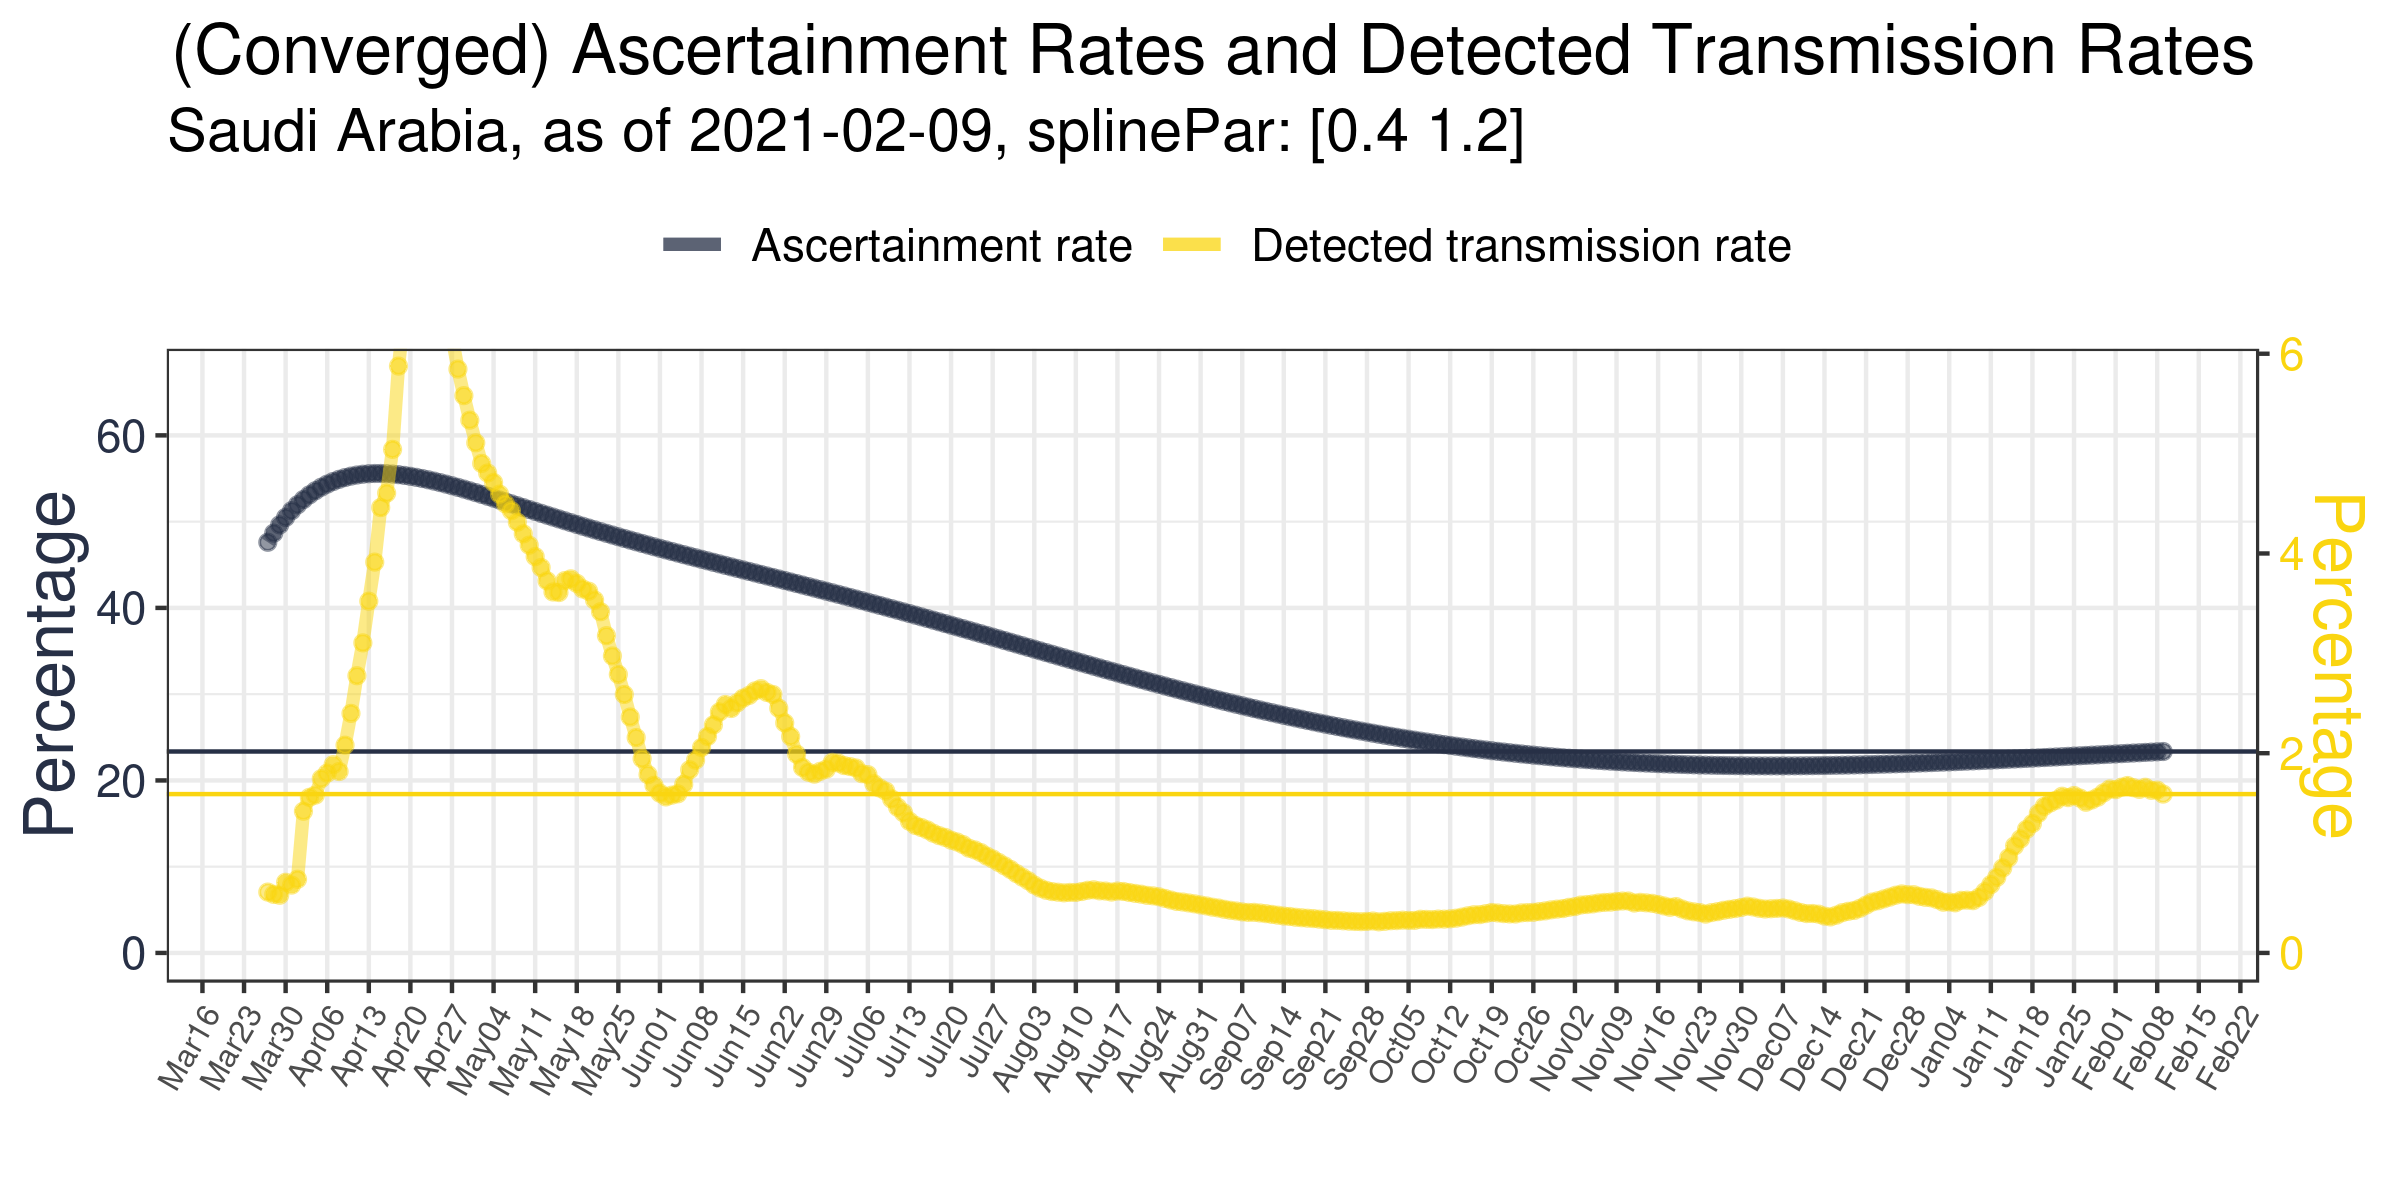 (Converged) Ascertainment Rates and Detected Transmission Rates
Saudi Arabia, as of 2021-02-09, splinePar: [0.4 1.2]
Ascertainment rate Detected transmission rate
Percentage
60
40
20
0
6
4
2
0
Percentage
Mar16 Mar23 Mar30 Apr06 Apr13 Apr20 Apr27 May04 May11 May18 May25 Jun01 Jun08 Jun15 Jun22 Jun29 Jul06 Jul13 Jul20 Jul27 Aug03 Aug10 Aug17 Aug24 Aug31 Sep07 Sep14 Sep21 Sep28 Oct05 Oct12 Oct19 Oct26 Nov02 Nov09 Nov16 Nov23 Nov30 Dec07 Dec14 Dec21 Dec28 Jan04 Jan11 Jan18 Jan25 Feb01 Feb08 Feb15 Feb22